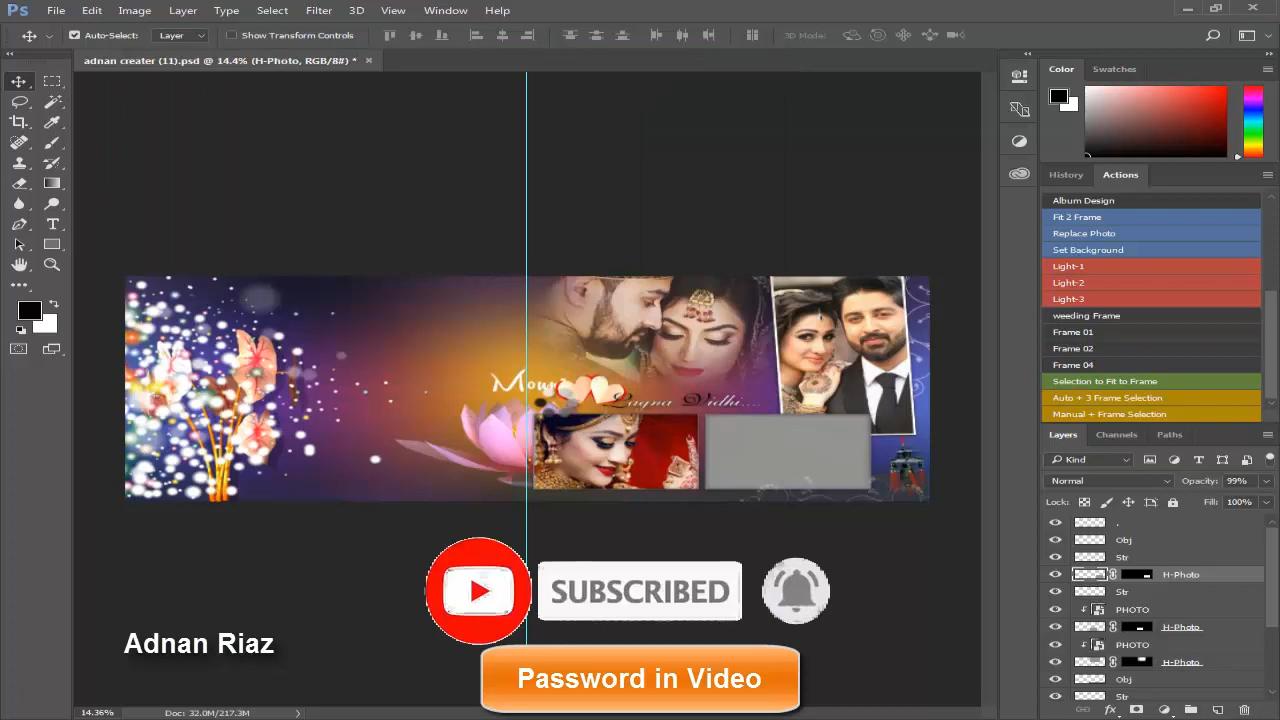 Ps File Edit Image Layer Type Select Filter 3D View Window Help
Auto-Select: Layer Show Transform Controls 3D Mode:
adnan creater (11).psd @ 14.4% (H-Photo, RGB/8#) *
Color Swatches
History Actions
Album Design
Fit 2 Frame
Replace Photo
Set Background
Light-1
Light-2
Light-3
weeding Frame
Frame 01
Frame 02
Frame 04
Selection to Fit to Frame
Auto + 3 Frame Selection
Manual + Frame Selection
Lagna Vidhi....
Layers Channels Paths
Kind
Normal Opacity: 99%
Lock: Fill: 100%
.
Obj
Str
H-Photo
Str
PHOTO
H-Photo
PHOTO
H-Photo
Obj
Str
SUBSCRIBED
Adnan Riaz
Password in Video
14.36% Doc: 32.0M/217.3M